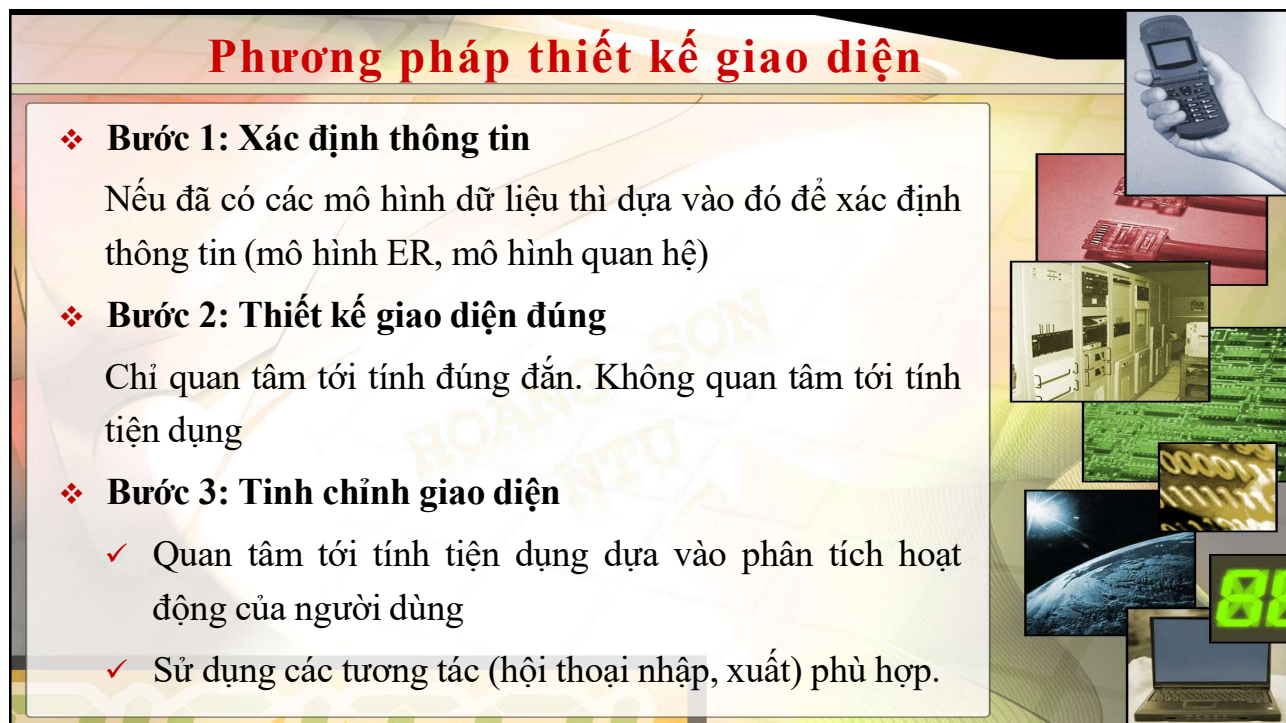 Phương pháp thiết kế giao diện
❖ Bước 1: Xác định thông tin
Nếu đã có các mô hình dữ liệu thì dựa vào đó để xác định
thông tin (mô hình ER, mô hình quan hệ)
❖ Bước 2: Thiết kế giao diện đúng
Chỉ quan tâm tới tính đúng đắn. Không quan tâm tới tính
tiện dụng
❖ Bước 3: Tinh chỉnh giao diện
✓ Quan tâm tới tính tiện dụng dựa vào phân tích hoạt
động của người dùng
✓ Sử dụng các tương tác (hội thoại nhập, xuất) phù hợp.
HOANG SON
NTU